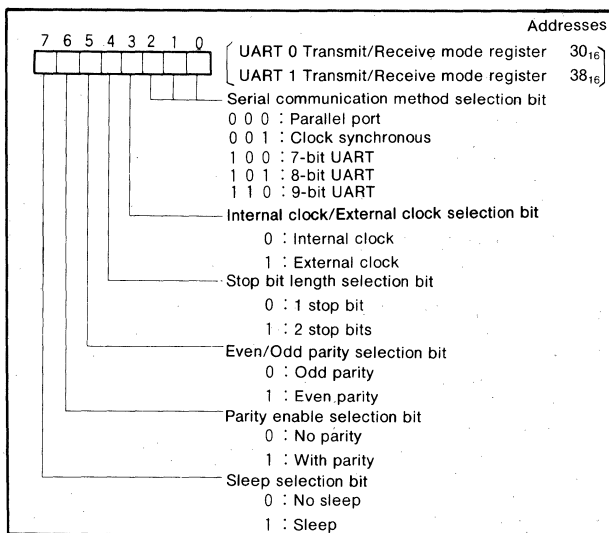 Addresses
7 6 5 4 3 2 1 0
UART 0 Transmit/Receive mode register 30₁₆
UART 1 Transmit/Receive mode register 38₁₆
Serial communication method selection bit
0 0 0 : Parallel port
0 0 1 : Clock synchronous
1 0 0 : 7-bit UART
1 0 1 : 8-bit UART
1 1 0 : 9-bit UART
Internal clock/External clock selection bit
0 : Internal clock
1 : External clock
Stop bit length selection bit
0 : 1 stop bit
1 : 2 stop bits
Even/Odd parity selection bit
0 : Odd parity
1 : Even parity
Parity enable selection bit
0 : No parity
1 : With parity
Sleep selection bit
0 : No sleep
1 : Sleep